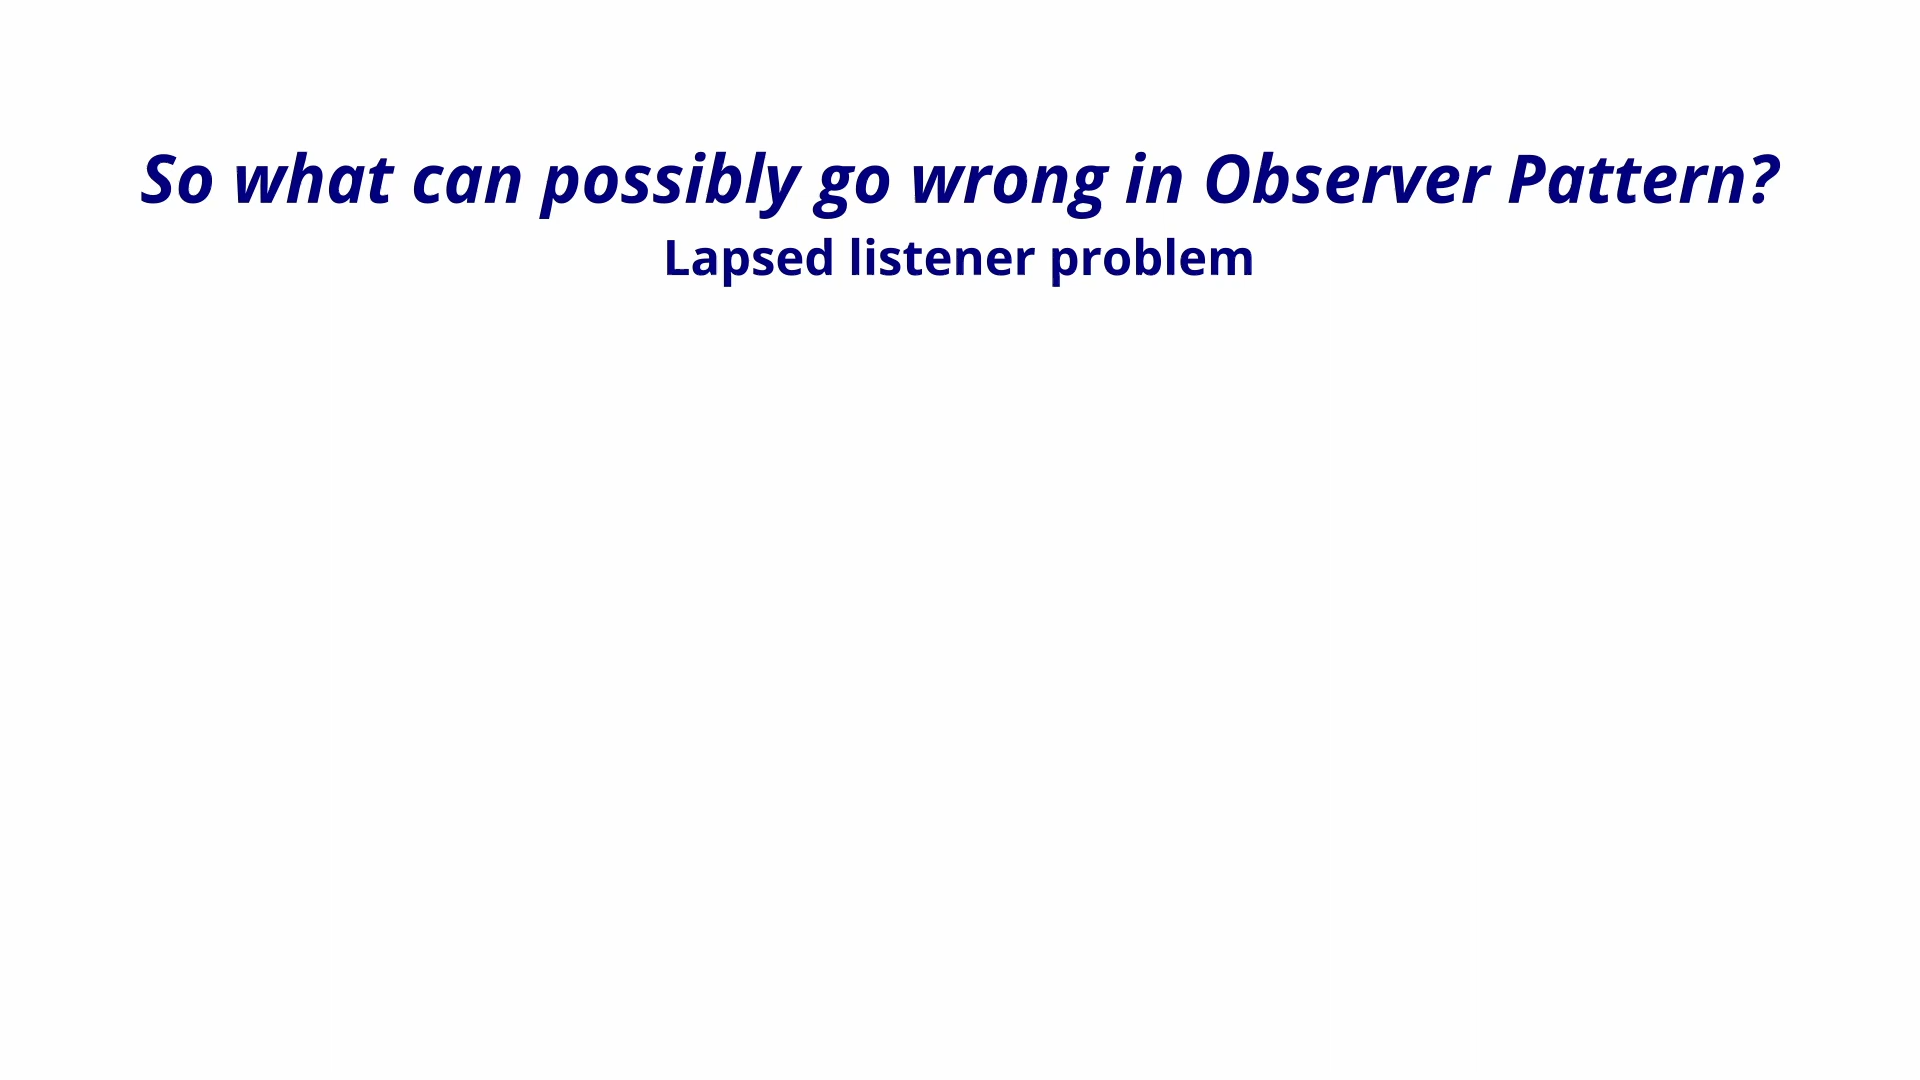 So what can possibly go wrong in Observer Pattern?
Lapsed listener problem